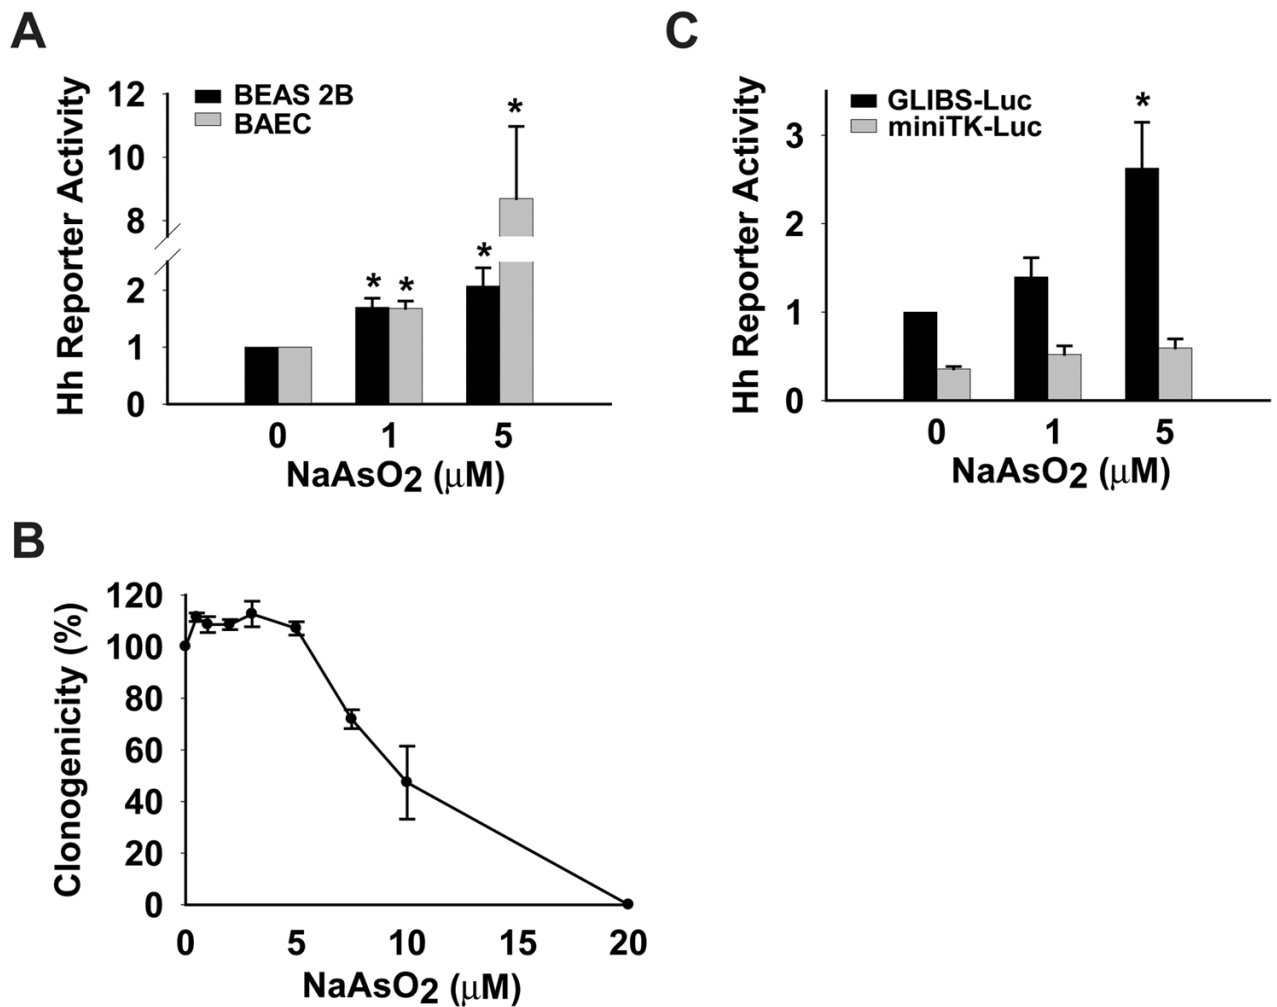 A
Hh Reporter Activity
12
10
8
2
1
0
BEAS 2B
BAEC
*
*
*
*
0 1 5
NaAsO2 (μM)
C
Hh Reporter Activity
3
2
1
0
GLIBS-Luc
miniTK-Luc
*
0 1 5
NaAsO2 (μM)
B
Clonogenicity (%)
120
100
80
60
40
20
0
0 5 10 15 20
NaAsO2 (μM)